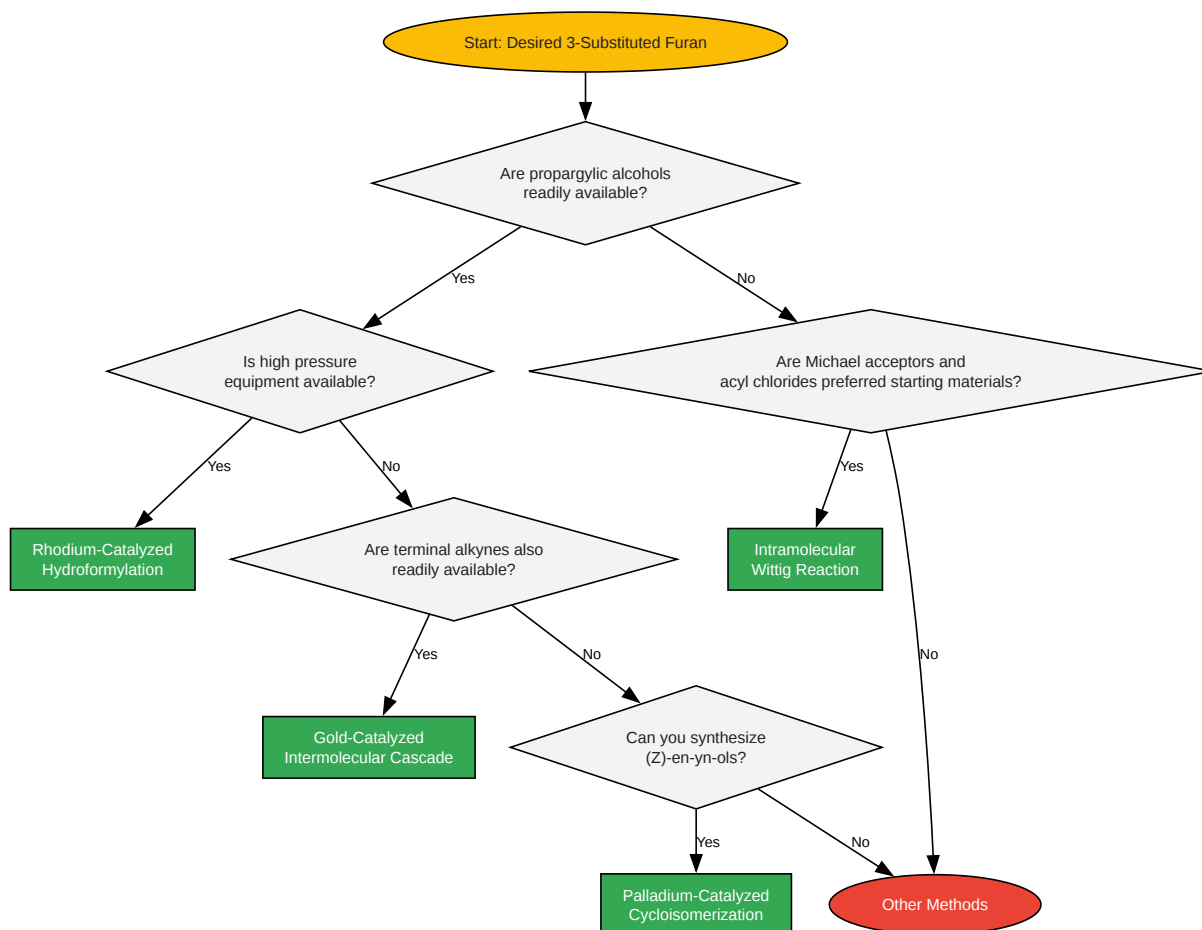 Start: Desired 3-Substituted Furan
Are propargylic alcohols
readily available?
Yes
No
Is high pressure
equipment available?
Are Michael acceptors and
acyl chlorides preferred starting materials?
Yes
No
Yes
No
Rhodium-Catalyzed
Hydroformylation
Are terminal alkynes also
readily available?
Intramolecular
Wittig Reaction
Yes
No
Gold-Catalyzed
Intermolecular Cascade
Can you synthesize
(Z)-en-yn-ols?
Yes
No
Palladium-Catalyzed
Cycloisomerization
Other Methods